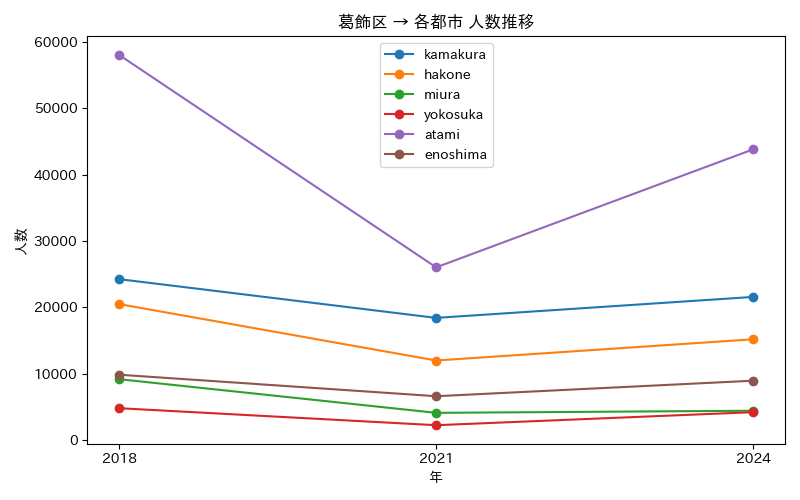 葛飾区 → 各都市 人数推移
kamakura
hakone
miura
yokosuka
atami
enoshima
人数
60000
50000
40000
30000
20000
10000
0
2018 2021 2024
年